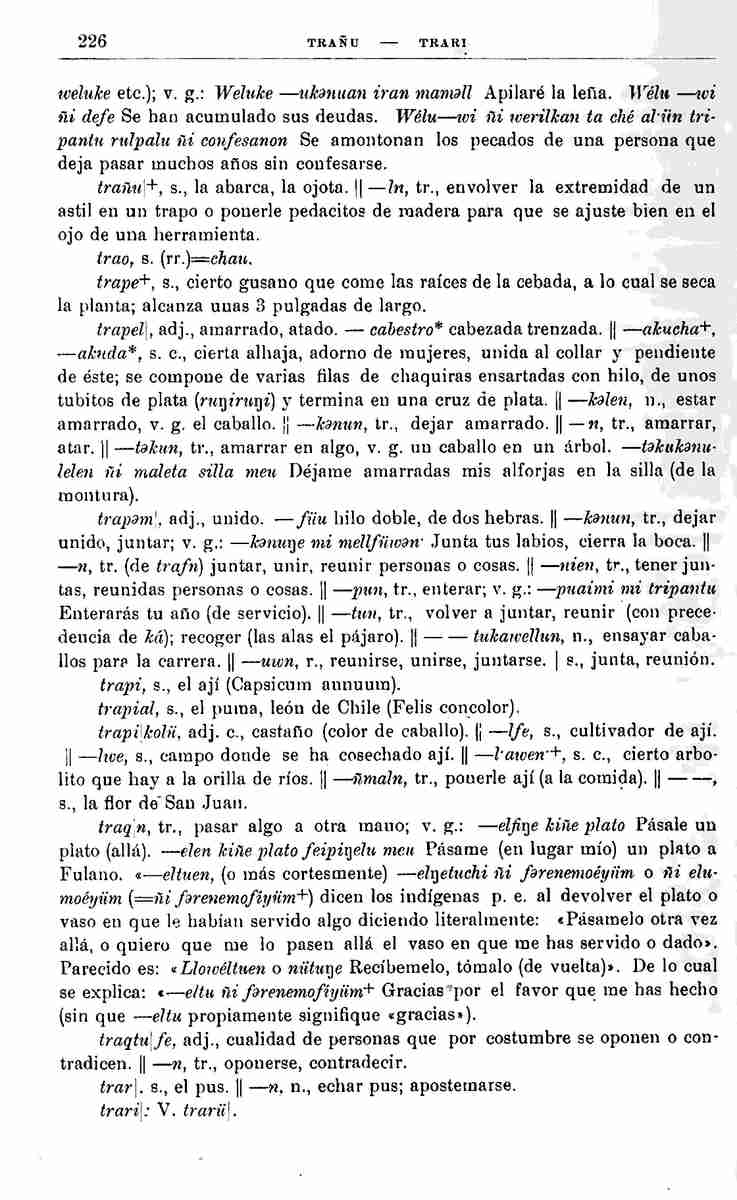 226 TRAÑU — TRARI̠
weluke etc.); v. g.: Weluke —ukənuan iran maməll Apilaré la leña. Wélu —wi
ñi defe Se han acumulado sus deudas. Wélu—wi ñi werilkan ta ché al·ün tri-
pantu rulpalu ñi confesanon Se amontonan los pecados de una persona que
deja pasar muchos años sin confesarse.
trañu|+, s., la abarca, la ojota. || —ln, tr., envolver la extremidad de un
astil en un trapo o ponerle pedacitos de madera para que se ajuste bien en el
ojo de una herramienta.
trao, s. (rr.)=chau.
trape+, s., cierto gusano que come las raíces de la cebada, a lo cual se seca
la planta; alcanza unas 3 pulgadas de largo.
trapel|, adj., amarrado, atado. — cabestro* cabezada trenzada. || —akucha+,
—akuda*, s. c., cierta alhaja, adorno de mujeres, unida al collar y pendiente
de éste; se compone de varias filas de chaquiras ensartadas con hilo, de unos
tubitos de plata (ruŋiruŋi) y termina en una cruz de plata. || —kəlen, n., estar
amarrado, v. g. el caballo. || —kənun, tr., dejar amarrado. || —n, tr., amarrar,
atar. || —təkun, tr., amarrar en algo, v. g. un caballo en un árbol. —təkukənu-
lelen ñi maleta silla meu Déjame amarradas mis alforjas en la silla (de la
montura).
trapəm|, adj., unido. —füu hilo doble, de dos hebras. || —kənun, tr., dejar
unido, juntar; v. g.: —kənuŋe mi mellfüwən· Junta tus labios, cierra la boca. ||
—n, tr. (de trafn) juntar, unir, reunir personas o cosas. || —nien, tr., tener jun-
tas, reunidas personas o cosas. || —pun, tr., enterar; v. g.: —puaimi mi tripantu
Enterarás tu año (de servicio). || —tun, tr., volver a juntar, reunir (con prece-
dencia de ká); recoger (las alas el pájaro). || — — tukawellun, n., ensayar caba-
llos para la carrera. || —uwn, r., reunirse, unirse, juntarse. | s., junta, reunión.
trapi, s., el ají (Capsicum annuum).
trapial, s., el puma, león de Chile (Felis concolor).
trapi|kolü, adj. c., castaño (color de caballo). || —lfe, s., cultivador de ají.
|| —lwe, s., campo donde se ha cosechado ají. || —l·awen·+, s. c., cierto arbo-
lito que hay a la orilla de ríos. || —ñmaln, tr., ponerle ají (a la comida). || — —,
s., la flor de San Juan.
traq|n, tr., pasar algo a otra mano; v. g.: —elfiŋe kiñe plato Pásale un
plato (allá). —elen kiñe plato feipiŋelu meu Pásame (en lugar mío) un plato a
Fulano. «—eltuen, (o más cortesmente) —elŋetuchi ñi fərenemoéyüm o ñi elu-
moéyüm (=ñi fərenemofiyüm+) dicen los indígenas p. e. al devolver el plato o
vaso en que le habían servido algo diciendo literalmente: «Pásamelo otra vez
allá, o quiero que me lo pasen allá el vaso en que me has servido o dado».
Parecido es: «Llowéltuen o nütuŋe Recíbemelo, tómalo (de vuelta)». De lo cual
se explica: «—eltu ñi fərenemofiyüm+ Gracias por el favor que me has hecho
(sin que —eltu propiamente signifique «gracias»).
traqtu|fe, adj., cualidad de personas que por costumbre se oponen o con-
tradicen. || —n, tr., oponerse, contradecir.
trar|. s., el pus. || —n, n., echar pus; apostemarse.
trari|: V. trarü|.